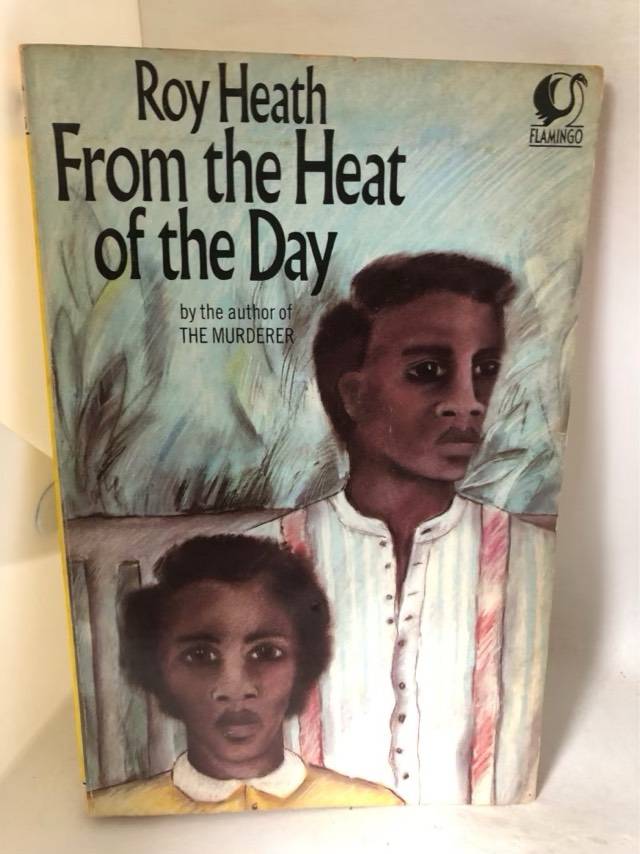 Roy Heath
From the Heat
of the Day
by the author of
THE MURDERER
FLAMINGO